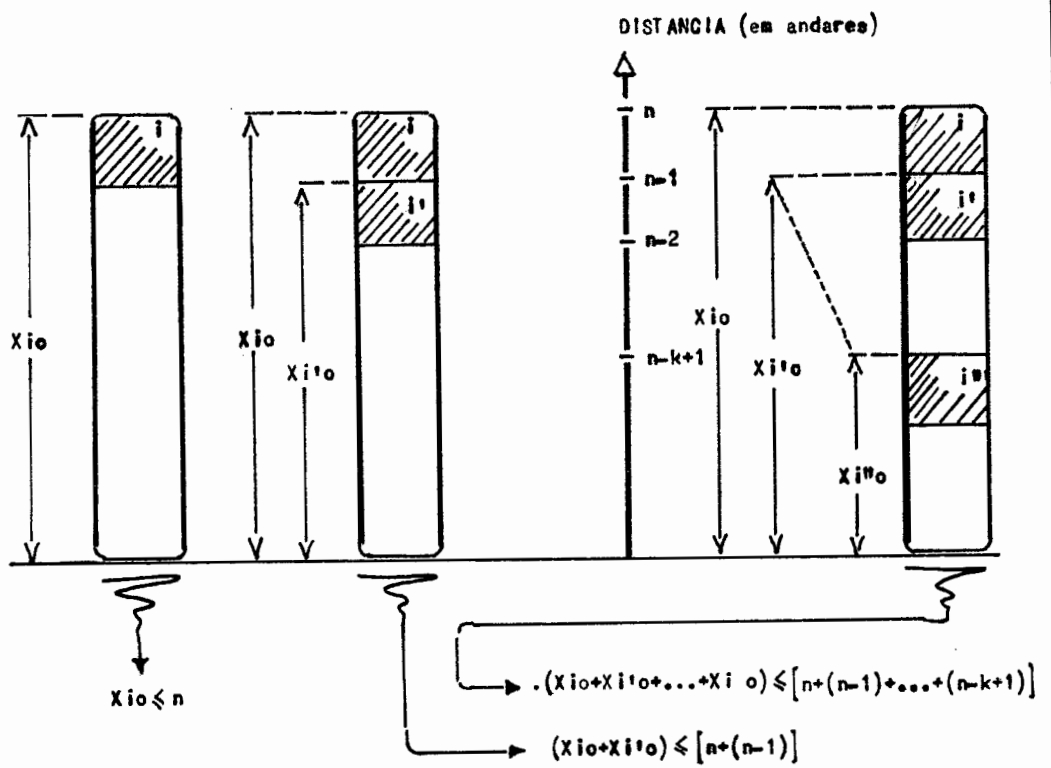 DISTANCIA (em andares)
i
i
n
i
n-1
i'
i'
n-2
Xio
Xio
Xi'o
Xio
n-k+1
Xi'o
i"
Xi"o
Xio ≤ n
.(Xio+Xi'o+...+Xi o) ≤ [n+(n-1)+...+(n-k+1)]
(Xio+Xi'o) ≤ [n+(n-1)]